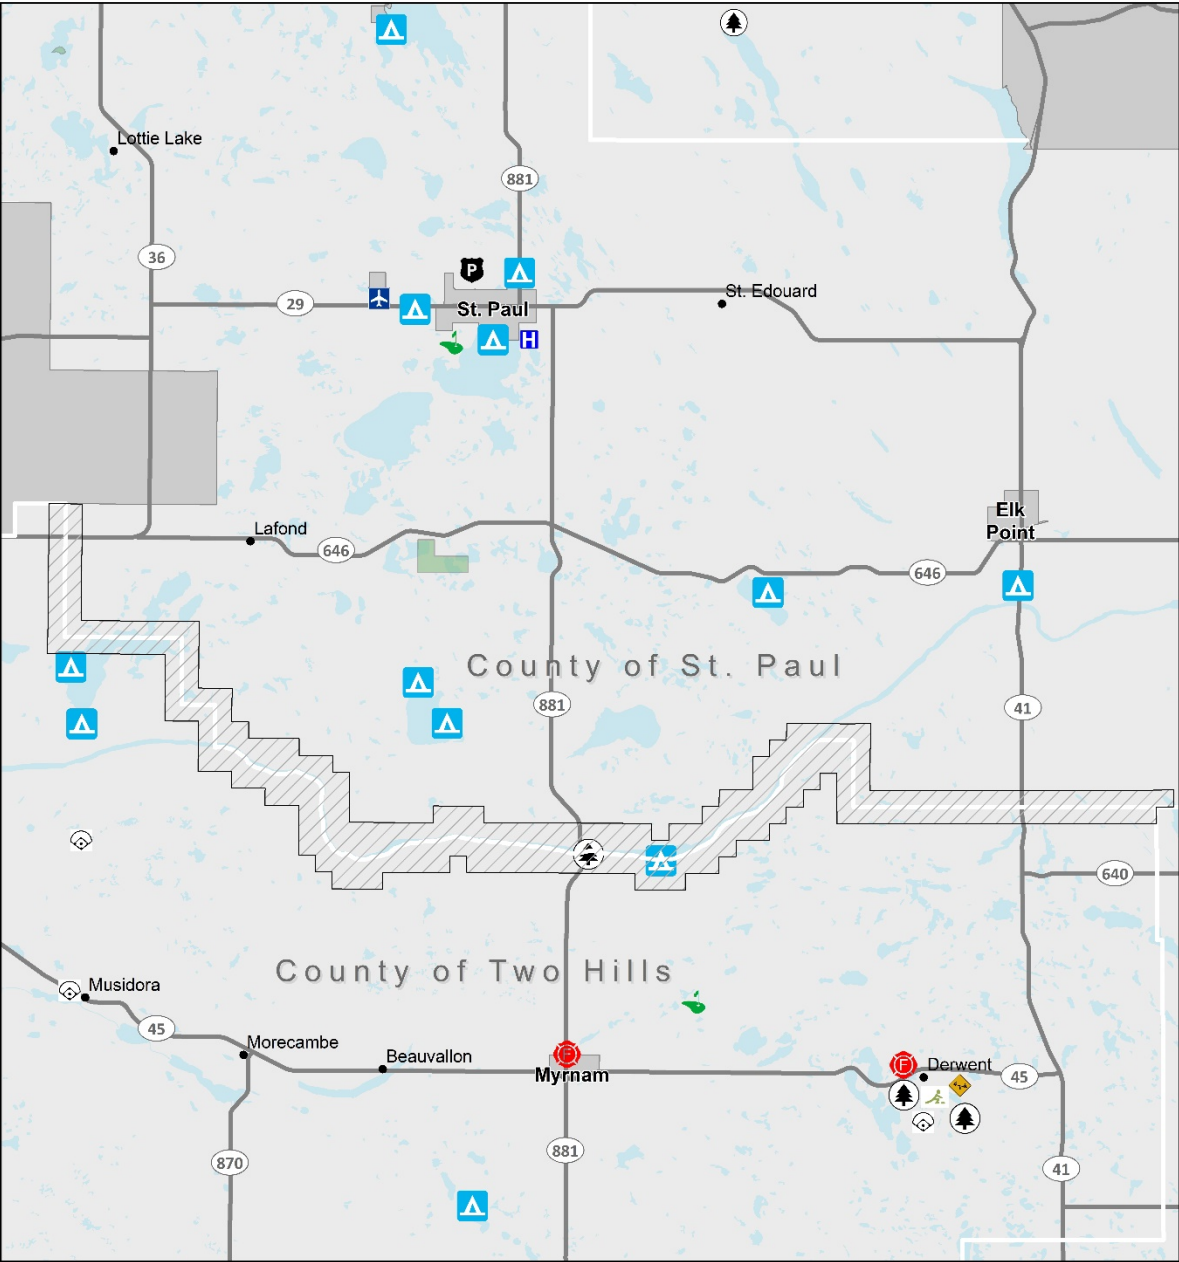 Lottie Lake
881
36
P
29
St. Paul
St. Edouard
H
Elk
Point
Lafond
646
646
County of St. Paul
881
41
640
County of Two Hills
Musidora
45
Morecambe
Beauvallon
F
Myrnam
F
Derwent
45
870
881
41